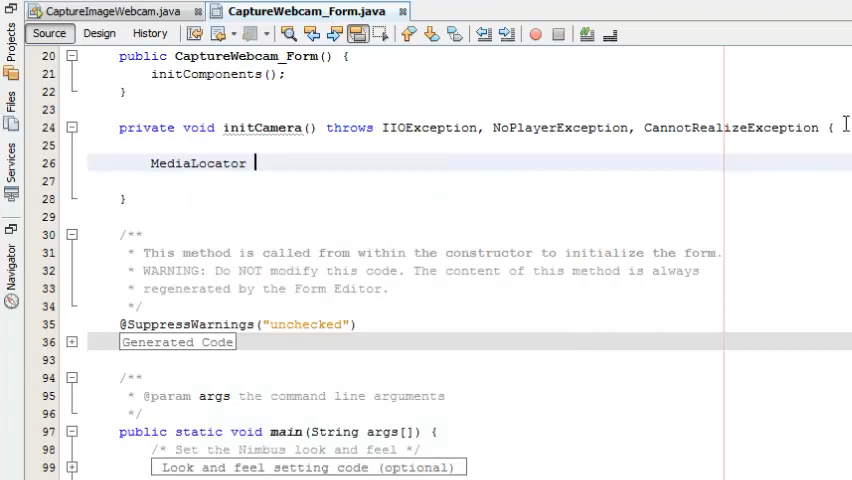 CaptureImageWebcam.java CaptureWebcam_Form.java
Source Design History
Projects
Files
Services
Navigator
20 public CaptureWebcam_Form() {
21 initComponents();
22 }
23
24 private void initCamera() throws IIOException, NoPlayerException, CannotRealizeException {
25
26 MediaLocator
27
28 }
29
30 /**
31 * This method is called from within the constructor to initialize the form.
32 * WARNING: Do NOT modify this code. The content of this method is always
33 * regenerated by the Form Editor.
34 */
35 @SuppressWarnings("unchecked")
36 Generated Code
93
94 /**
95 * @param args the command line arguments
96 */
97 public static void main(String args[]) {
98 /* Set the Nimbus look and feel */
99 Look and feel setting code (optional)